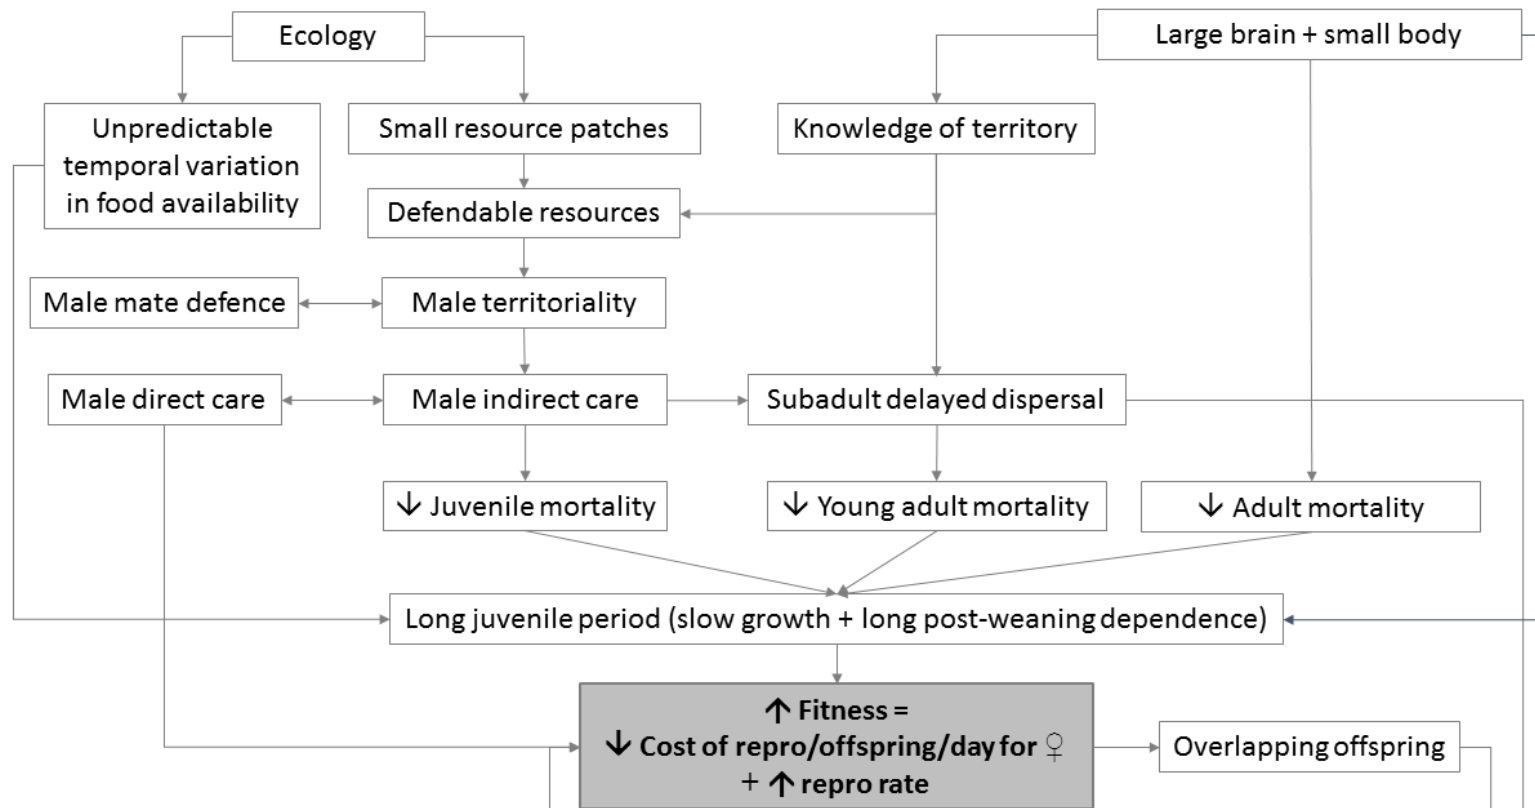 Ecology
Large brain + small body
Unpredictable
temporal variation
in food availability
Small resource patches
Knowledge of territory
Defendable resources
Male mate defence
Male territoriality
Male direct care
Male indirect care
Subadult delayed dispersal
↓ Juvenile mortality
↓ Young adult mortality
↓ Adult mortality
Long juvenile period (slow growth + long post-weaning dependence)
↑ Fitness =
↓ Cost of repro/offspring/day for ♀
+ ↑ repro rate
Overlapping offspring